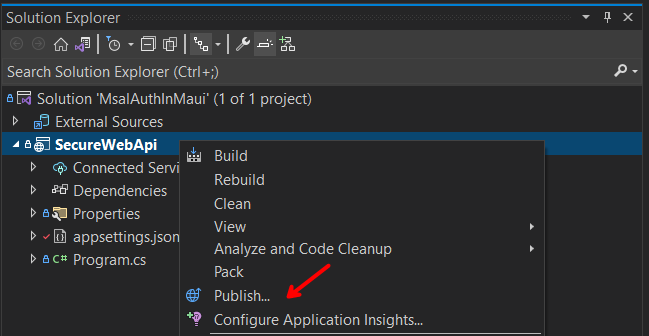 Solution Explorer
Search Solution Explorer (Ctrl+;)
Solution 'MsalAuthInMaui' (1 of 1 project)
External Sources
SecureWebApi
Connected Servi
Dependencies
Properties
appsettings.json
C# Program.cs
Build
Rebuild
Clean
View
Analyze and Code Cleanup
Pack
Publish...
Configure Application Insights...